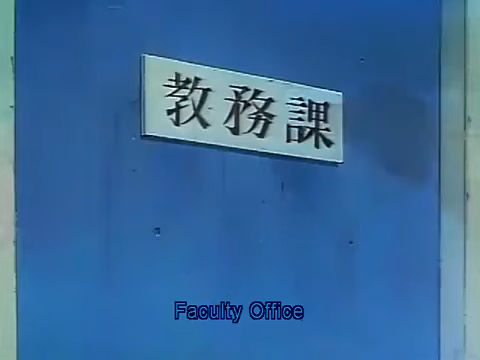 教務課
Faculty Office